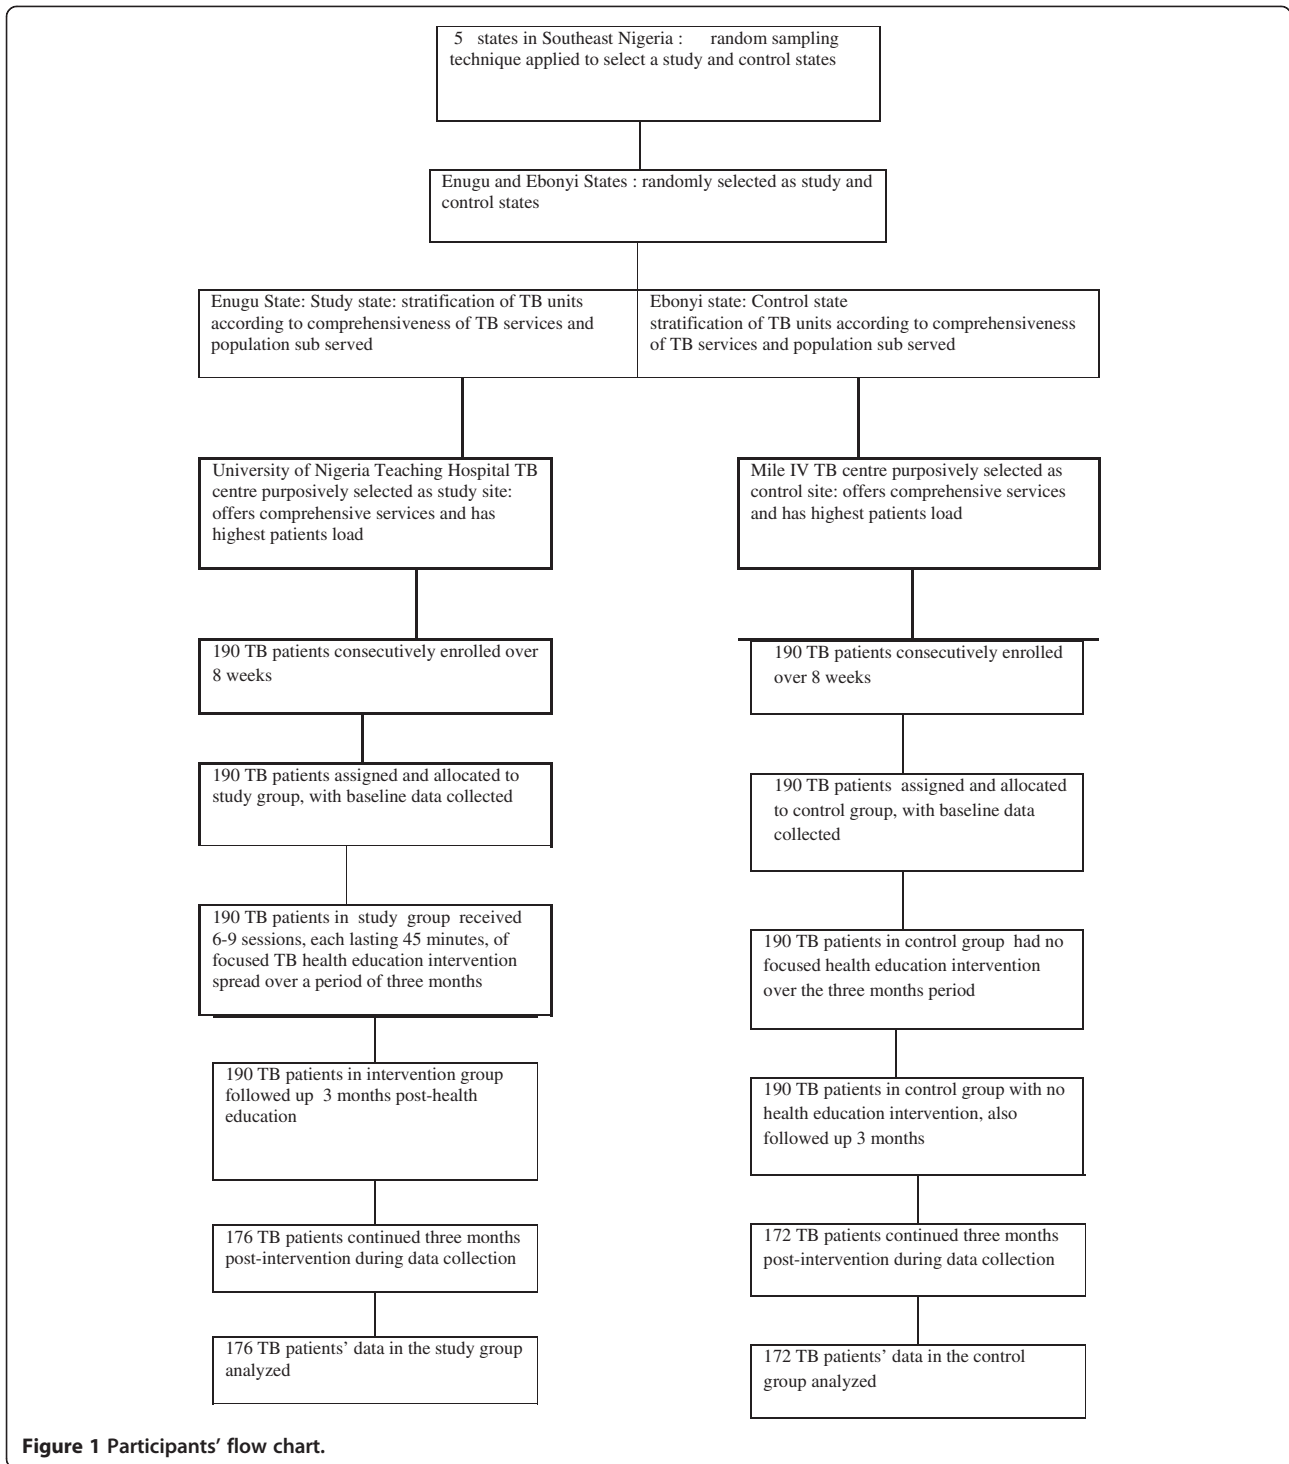 5 states in Southeast Nigeria : random sampling
technique applied to select a study and control states
Enugu and Ebonyi States : randomly selected as study and
control states
Enugu State: Study state: stratification of TB units
according to comprehensiveness of TB services and
population sub served
Ebonyi state: Control state
stratification of TB units according to comprehensiveness
of TB services and population sub served
University of Nigeria Teaching Hospital TB
centre purposively selected as study site:
offers comprehensive services and has
highest patients load
Mile IV TB centre purposively selected as
control site: offers comprehensive services
and has highest patients load
190 TB patients consecutively enrolled over
8 weeks
190 TB patients consecutively enrolled
over 8 weeks
190 TB patients assigned and allocated to
study group, with baseline data collected
190 TB patients assigned and allocated
to control group, with baseline data
collected
190 TB patients in study group received
6-9 sessions, each lasting 45 minutes, of
focused TB health education intervention
spread over a period of three months
190 TB patients in control group had no
focused health education intervention
over the three months period
190 TB patients in intervention group
followed up 3 months post-health
education
190 TB patients in control group with no
health education intervention, also
followed up 3 months
176 TB patients continued three months
post-intervention during data collection
172 TB patients continued three months
post-intervention during data collection
176 TB patients’ data in the study group
analyzed
172 TB patients’ data in the control
group analyzed
Figure 1 Participants’ flow chart.